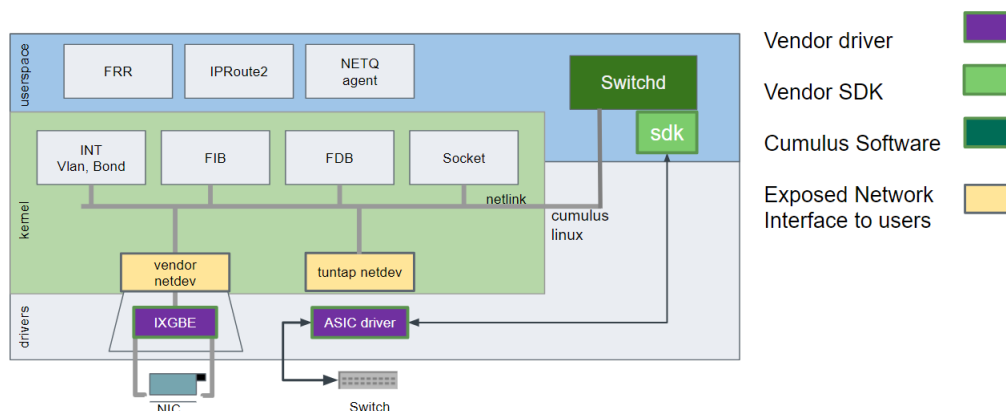 userspace
FRR
IPRoute2
NETQ
agent
Switchd
sdk
kernel
INT
Vlan, Bond
FIB
FDB
Socket
netlink
cumulus
linux
vendor
netdev
tuntap netdev
drivers
IXGBE
ASIC driver
NIC
Switch
Vendor driver
Vendor SDK
Cumulus Software
Exposed Network
Interface to users